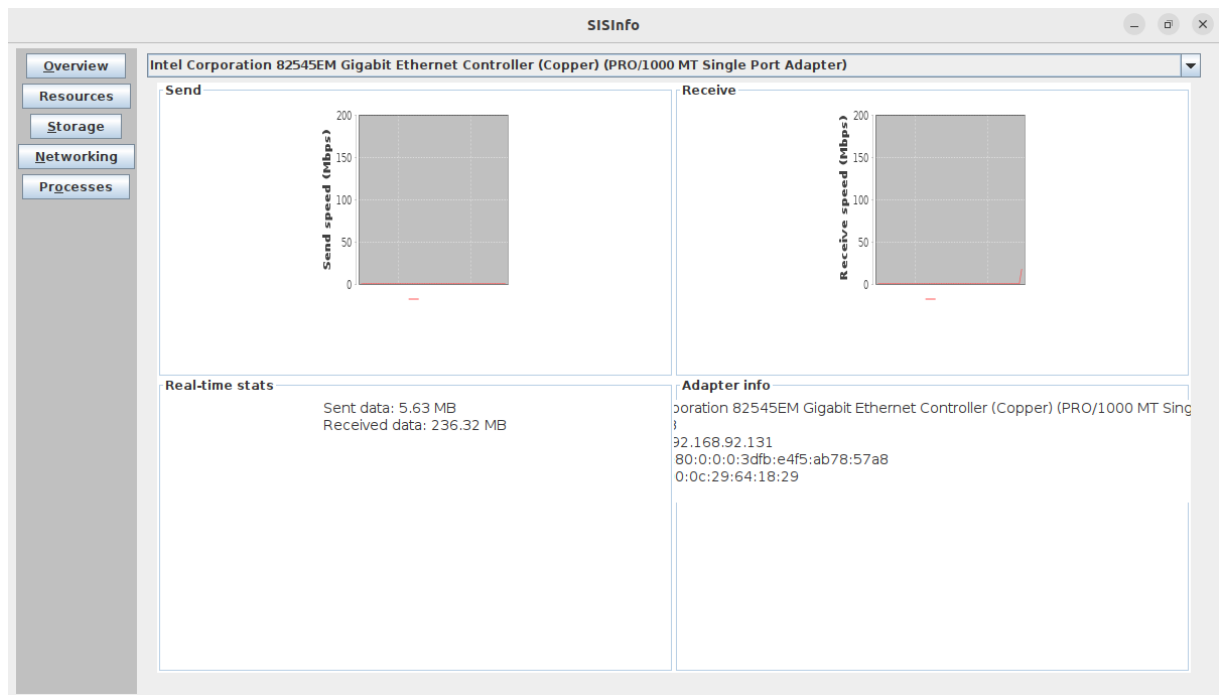 SISInfo
Overview
Resources
Storage
Networking
Processes
Intel Corporation 82545EM Gigabit Ethernet Controller (Copper) (PRO/1000 MT Single Port Adapter)
Send
Send speed (Mbps)
200
150
100
50
0
Receive
Receive speed (Mbps)
200
150
100
50
0
Real-time stats
Sent data: 5.63 MB
Received data: 236.32 MB
Adapter info
oration 82545EM Gigabit Ethernet Controller (Copper) (PRO/1000 MT Sing
92.168.92.131
80:0:0:0:3dfb:e4f5:ab78:57a8
0:0c:29:64:18:29